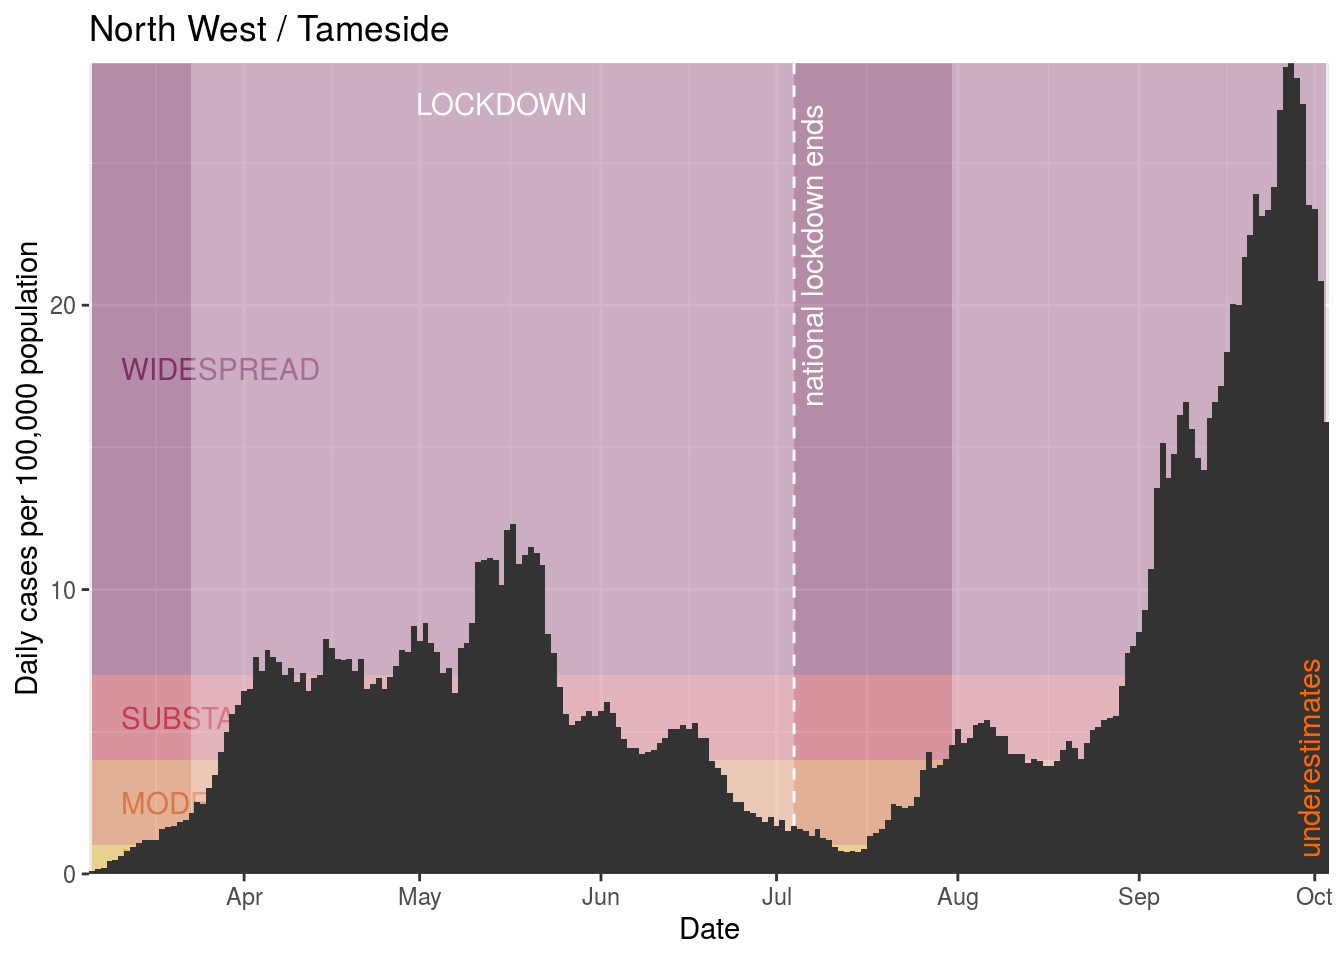 North West / Tameside
LOCKDOWN
national lockdown ends
WIDESPREAD
SUBSTA
MODE
underestimates
Daily cases per 100,000 population
20
10
0
Apr
May
Jun
Jul
Aug
Sep
Oct
Date